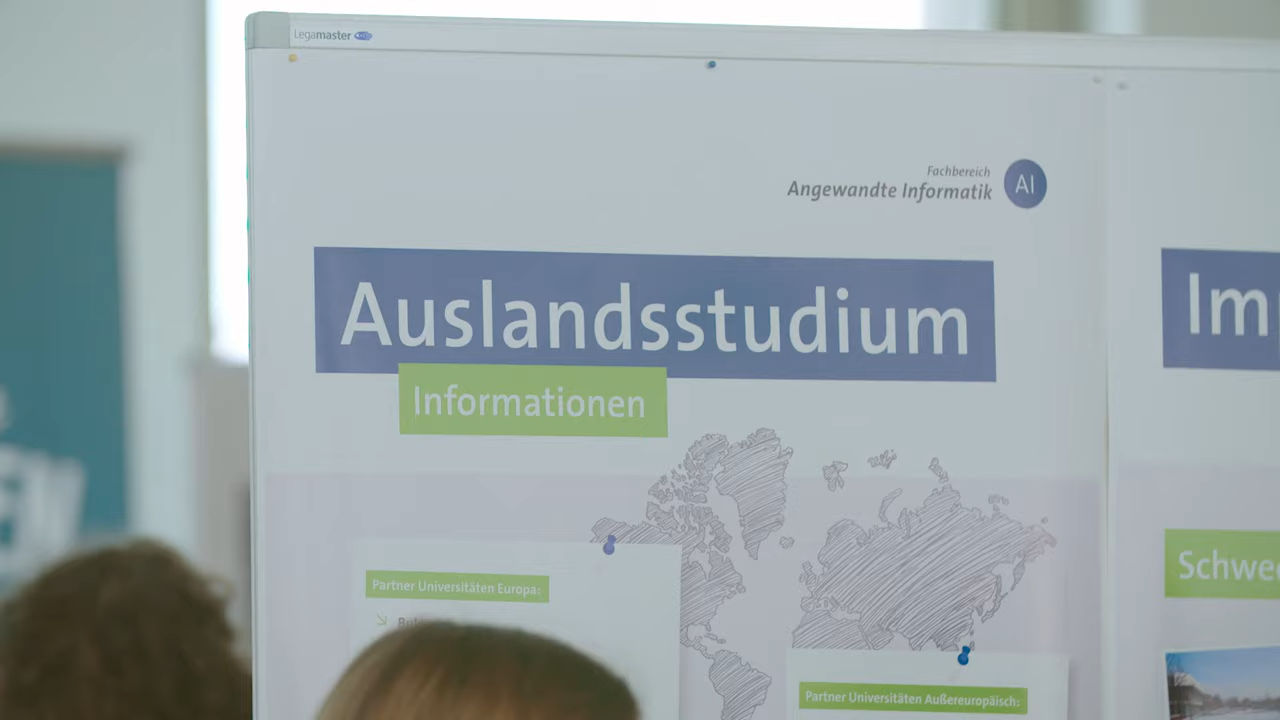 Legamaster
Fachbereich
Angewandte Informatik
AI
Auslandsstudium
Informationen
Partner Universitäten Europa:
Partner Universitäten Außereuropäisch:
Im
Schwe